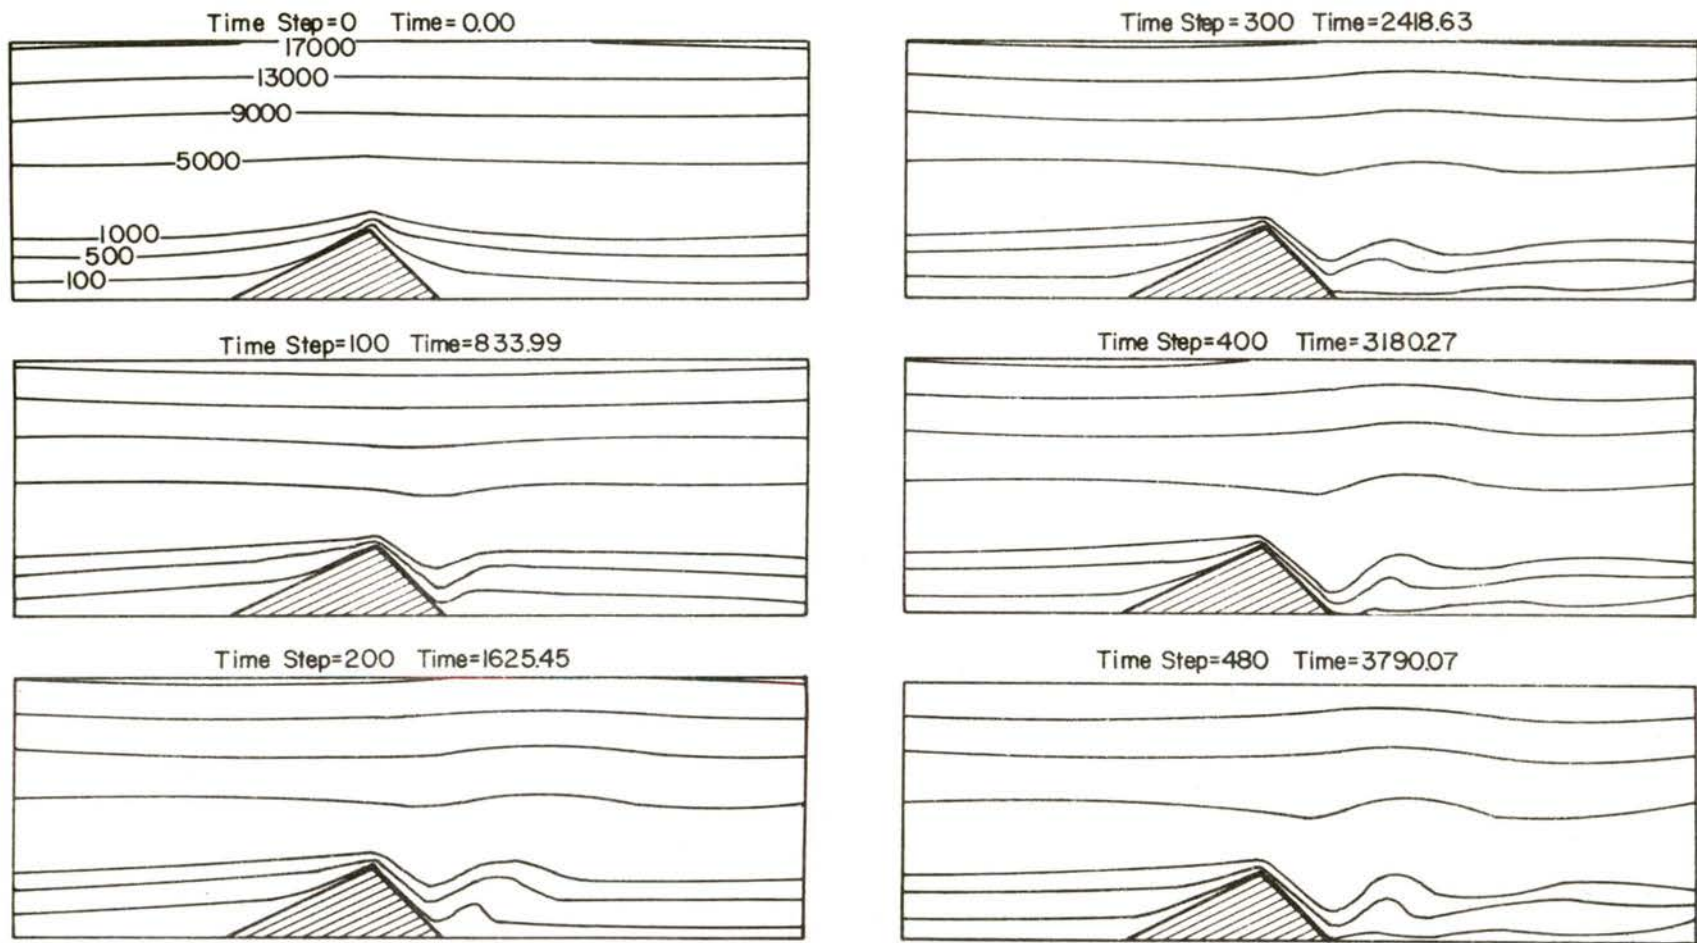 Time Step=0 Time=0.00
17000
13000
9000
5000
1000
500
100
Time Step=100 Time=833.99
Time Step=200 Time=1625.45
Time Step=300 Time=2418.63
Time Step=400 Time=3180.27
Time Step=480 Time=3790.07